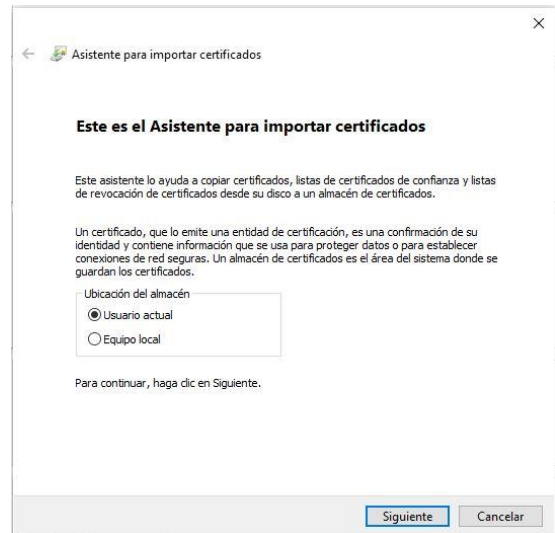 Asistente para importar certificados
Este es el Asistente para importar certificados
Este asistente lo ayuda a copiar certificados, listas de certificados de confianza y listas
de revocación de certificados desde su disco a un almacén de certificados.
Un certificado, que lo emite una entidad de certificación, es una confirmación de su
identidad y contiene información que se usa para proteger datos o para establecer
conexiones de red seguras. Un almacén de certificados es el área del sistema donde se
guardan los certificados.
Ubicación del almacén
Usuario actual
Equipo local
Para continuar, haga clic en Siguiente.
Siguiente Cancelar